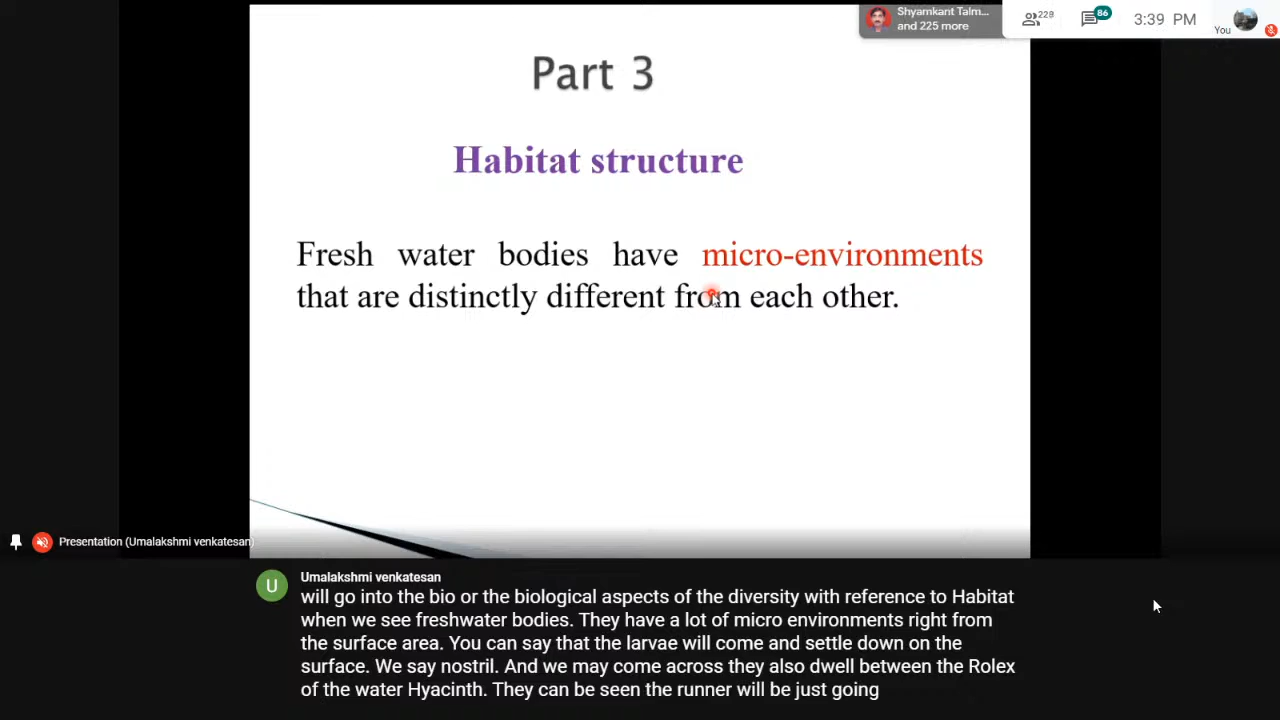 Shyamkant Talm...
and 225 more
229
86
3:39 PM
You
Part 3
Habitat structure
Fresh water bodies have micro-environments
that are distinctly different from each other.
Presentation (Umalakshmi venkatesan)
U
Umalakshmi venkatesan
will go into the bio or the biological aspects of the diversity with reference to Habitat
when we see freshwater bodies. They have a lot of micro environments right from
the surface area. You can say that the larvae will come and settle down on the
surface. We say nostril. And we may come across they also dwell between the Rolex
of the water Hyacinth. They can be seen the runner will be just going